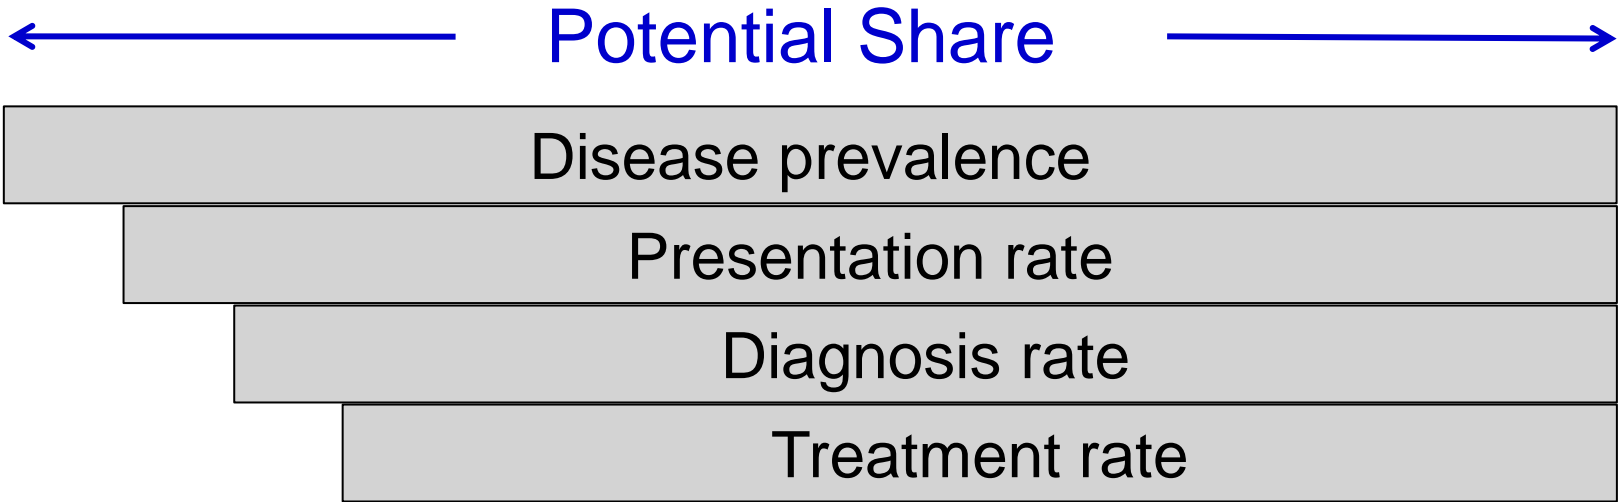 Potential Share
Disease prevalence
Presentation rate
Diagnosis rate
Treatment rate